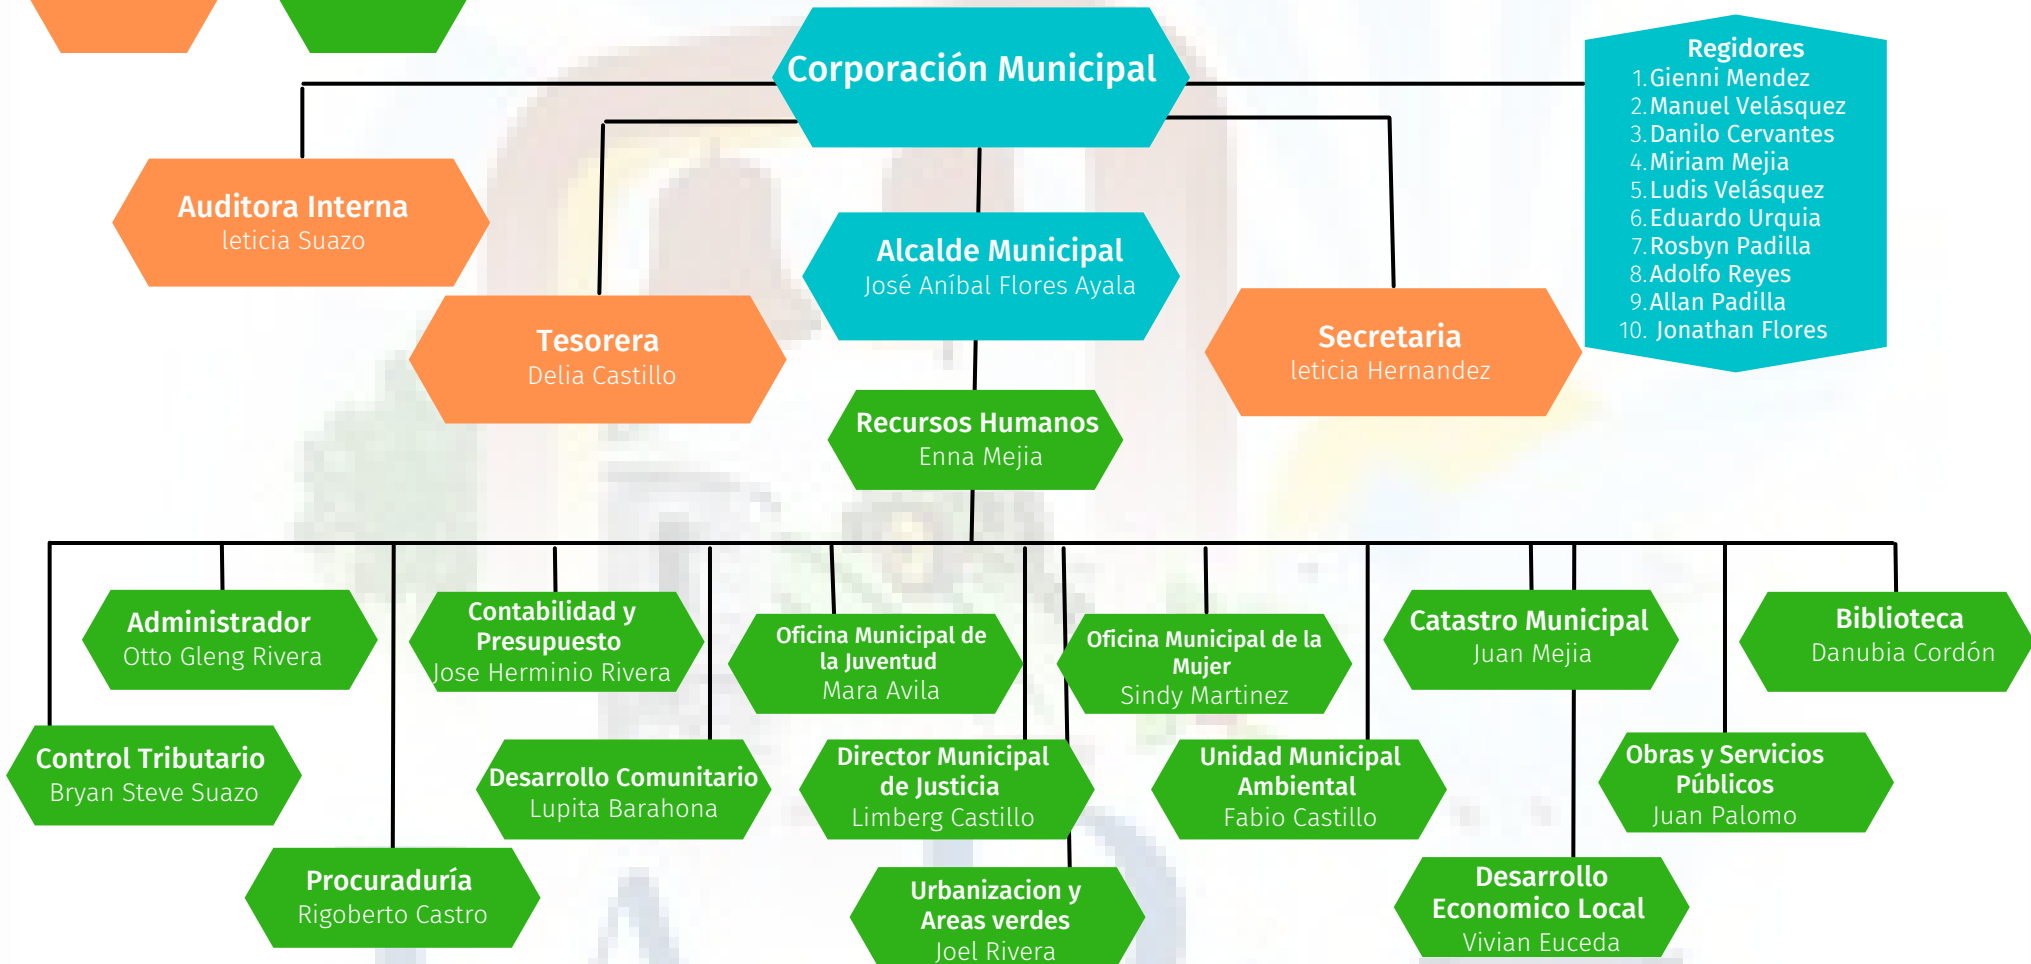 Corporación Municipal
Regidores
1. Gienni Mendez
2. Manuel Velásquez
3. Danilo Cervantes
4. Miriam Mejia
5. Ludis Velásquez
6. Eduardo Urquia
7. Rosbyn Padilla
8. Adolfo Reyes
9. Allan Padilla
10. Jonathan Flores
Auditora Interna
leticia Suazo
Alcalde Municipal
José Aníbal Flores Ayala
Tesorera
Delia Castillo
Secretaria
leticia Hernandez
Recursos Humanos
Enna Mejia
Administrador
Otto Gleng Rivera
Contabilidad y
Presupuesto
Jose Herminio Rivera
Oficina Municipal de
la Juventud
Mara Avila
Oficina Municipal de la
Mujer
Sindy Martinez
Catastro Municipal
Juan Mejia
Biblioteca
Danubia Cordón
Control Tributario
Bryan Steve Suazo
Desarrollo Comunitario
Lupita Barahona
Director Municipal
de Justicia
Limberg Castillo
Unidad Municipal
Ambiental
Fabio Castillo
Obras y Servicios
Públicos
Juan Palomo
Procuraduría
Rigoberto Castro
Urbanizacion y
Areas verdes
Joel Rivera
Desarrollo
Economico Local
Vivian Euceda